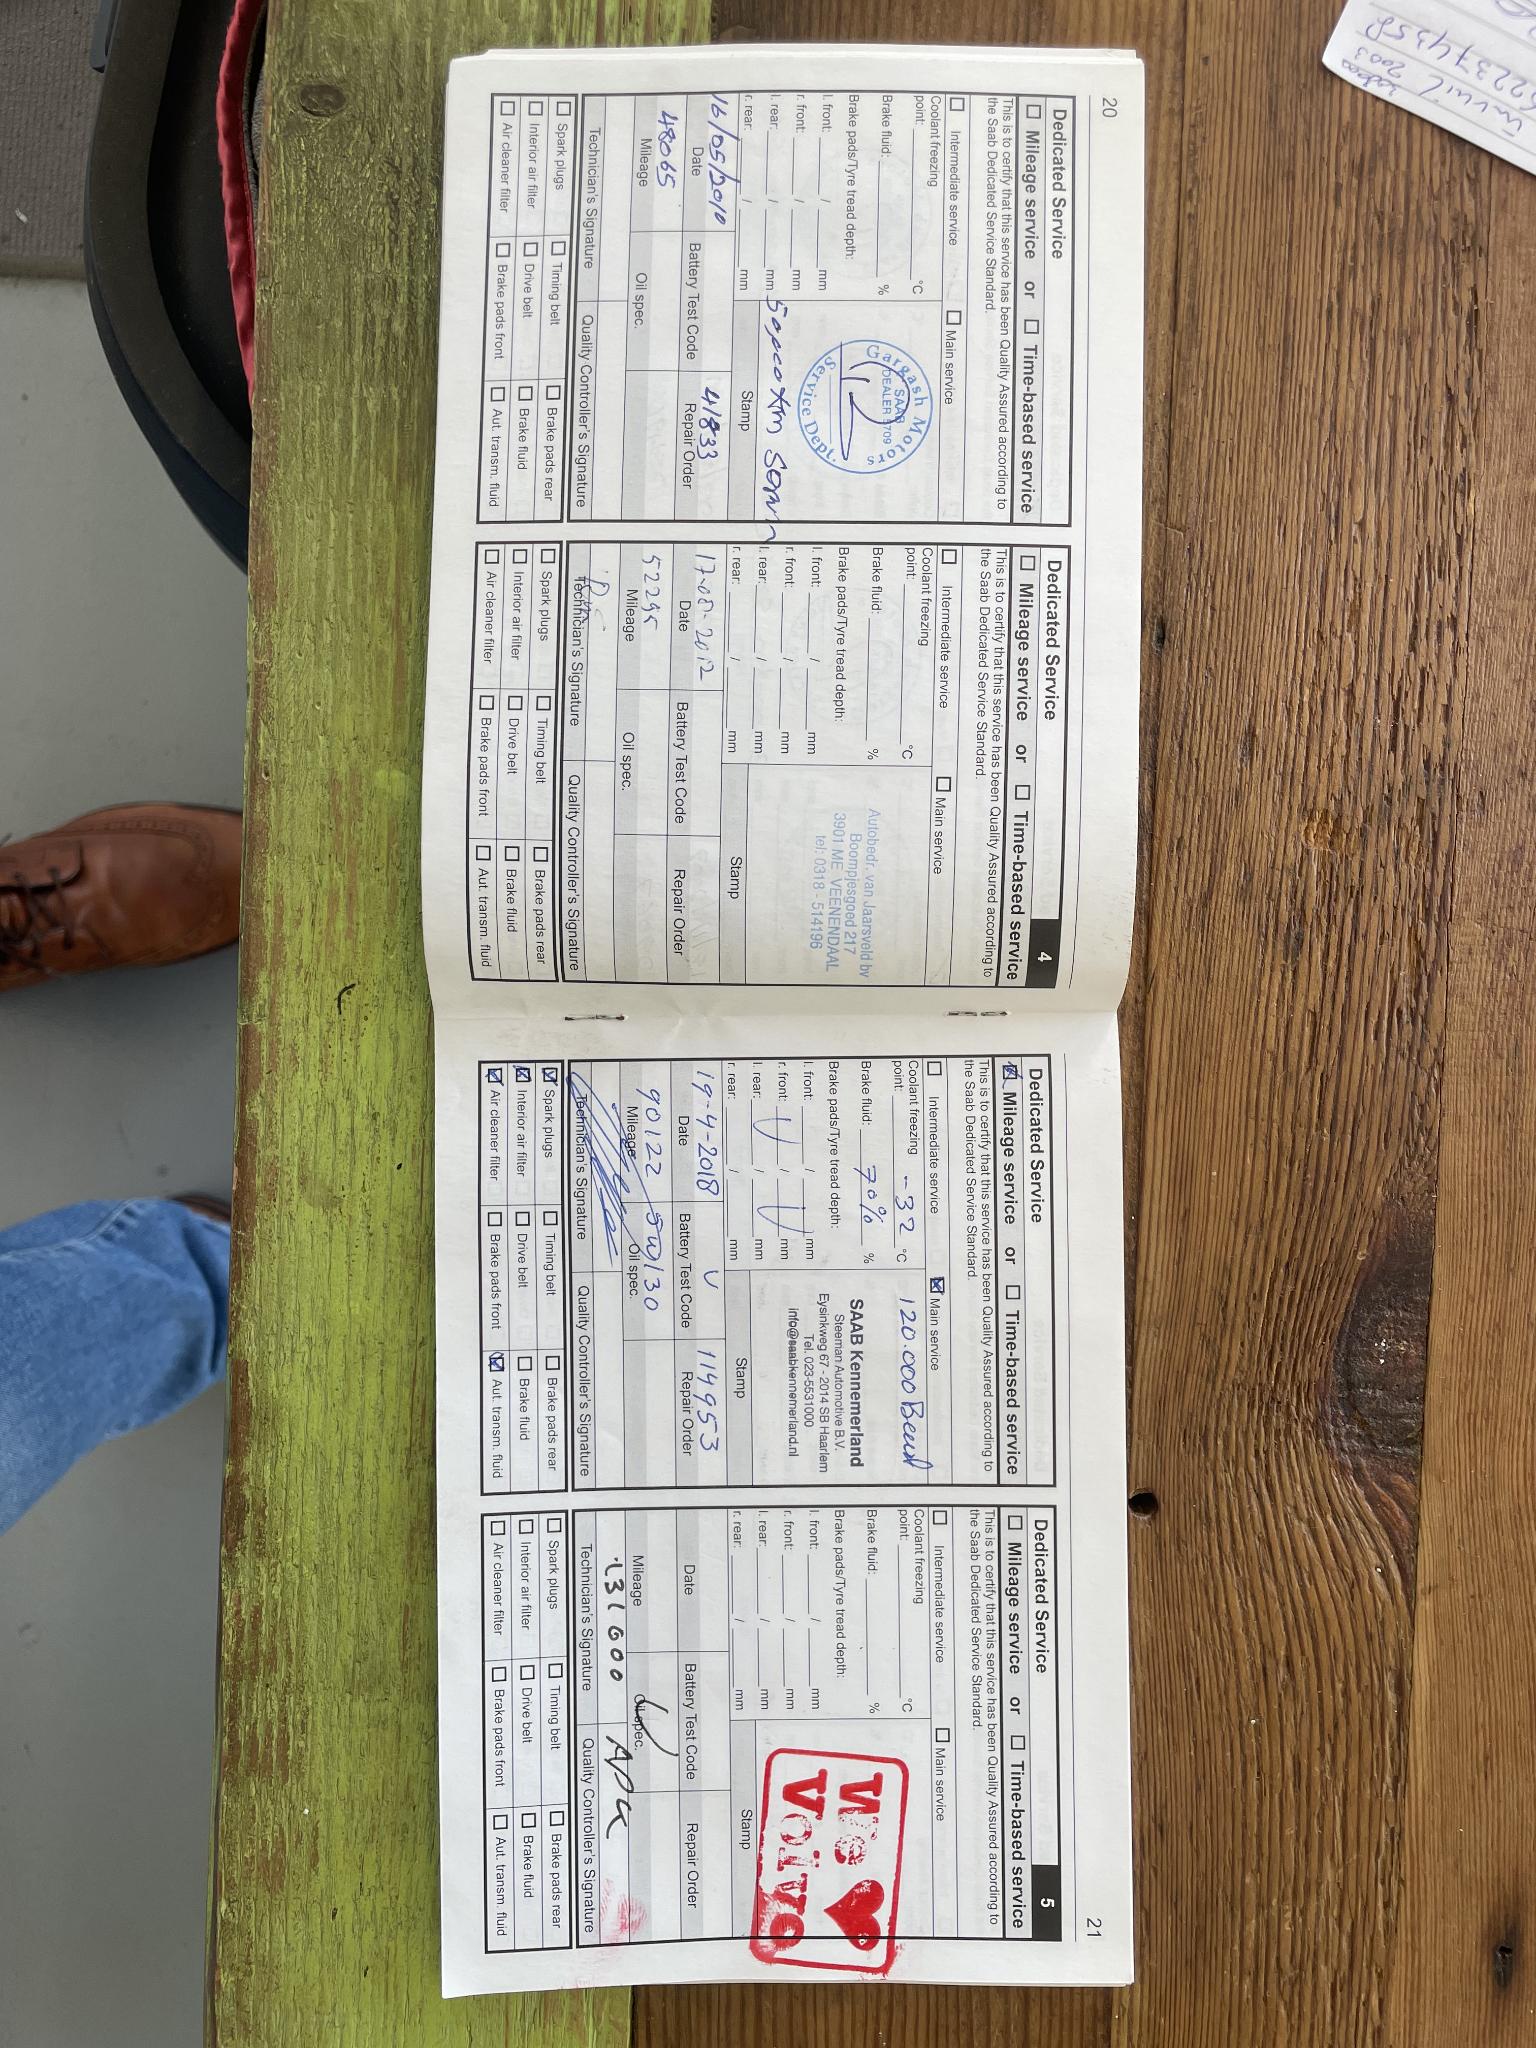 20
Dedicated Service
Mileage service or Time-based service
This is to certify that this service has been Quality Assured according to
the Saab Dedicated Service Standard.
Intermediate service Main service
Coolant freezing
point: °C
Brake fluid: %
Brake pads/Tyre tread depth:
l. front: / mm
r. front: / mm
l. rear: / mm
r. rear: / mm
Gargash Motors
SAAB
DEALER 5709
Service Dept.
Stamp
16/05/2010 41833
Date Battery Test Code Repair Order
48065
Mileage Oil spec.
Technician's Signature Quality Controller's Signature
Spark plugs Timing belt Brake pads rear
Interior air filter Drive belt Brake fluid
Air cleaner filter Brake pads front Aut. transm. fluid
Dedicated Service 4
Mileage service or Time-based service
This is to certify that this service has been Quality Assured according to
the Saab Dedicated Service Standard.
Intermediate service Main service
Coolant freezing
point: °C
Brake fluid: %
Brake pads/Tyre tread depth:
l. front: / mm
r. front: / mm
l. rear: / mm
r. rear: / mm
Autobedr. van Jaarsveld bv
Boompjesgoed 217
3901 ME VEENENDAAL
tel: 0318 - 514196
Stamp
17-08-2012
Date Battery Test Code Repair Order
52295
Mileage Oil spec.
Technician's Signature Quality Controller's Signature
Spark plugs Timing belt Brake pads rear
Interior air filter Drive belt Brake fluid
Air cleaner filter Brake pads front Aut. transm. fluid
Dedicated Service
Mileage service or Time-based service
This is to certify that this service has been Quality Assured according to
the Saab Dedicated Service Standard.
Intermediate service Main service
Coolant freezing
point: -32 °C
Brake fluid: 70% %
Brake pads/Tyre tread depth:
l. front: / mm
r. front: / mm
l. rear: / mm
r. rear: / mm
120.000 Beurt
SAAB Kennemerland
Steeman Automotive B.V.
Eysinkweg 67 - 2014 SB Haarlem
Tel. 023-5531000
info@saabkennemerland.nl
Stamp
19-4-2018 V 114953
Date Battery Test Code Repair Order
90122 5W130
Mileage Oil spec.
Technician's Signature Quality Controller's Signature
Spark plugs Timing belt Brake pads rear
Interior air filter Drive belt Brake fluid
Air cleaner filter Brake pads front Aut. transm. fluid
21
Dedicated Service 5
Mileage service or Time-based service
This is to certify that this service has been Quality Assured according to
the Saab Dedicated Service Standard.
Intermediate service Main service
Coolant freezing
point: °C
Brake fluid: %
Brake pads/Tyre tread depth:
l. front: / mm
r. front: / mm
l. rear: / mm
r. rear: / mm
We
Volvo
Stamp
Date Battery Test Code Repair Order
Mileage Oil spec.
131000 APK
Technician's Signature Quality Controller's Signature
Spark plugs Timing belt Brake pads rear
Interior air filter Drive belt Brake fluid
Air cleaner filter Brake pads front Aut. transm. fluid
2003